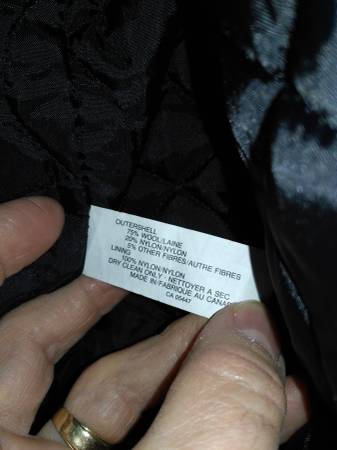 OUTERSHELL
75% WOOL/LAINE
20% NYLON/NYLON
5% OTHER FIBRES/AUTRE FIBRES
LINING
100% NYLON/NYLON
DRY CLEAN ONLY - NETTOYER A SEC
MADE IN/FABRIQUE AU CANA
CA 05447